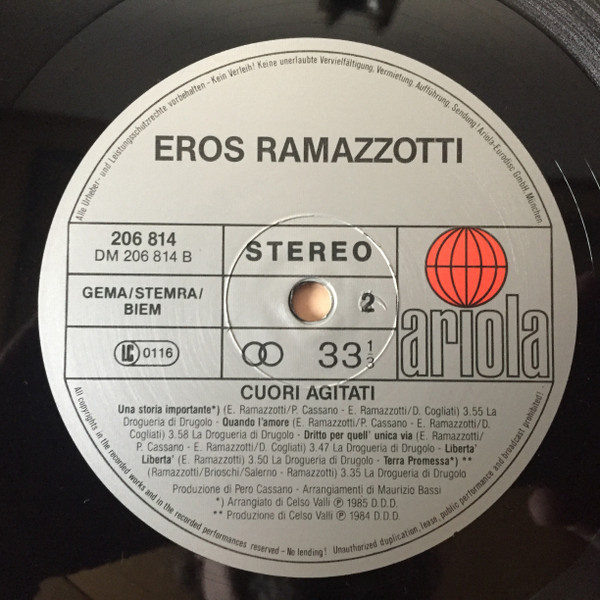 Alle Urheber- und Leistungsschutzrechte vorbehalten - Kein Verleih! Keine unerlaubte Vervielfältigung, Vermietung, Aufführung, Sendung! Ariola-Eurodisc GmbH, München
EROS RAMAZZOTTI
206 814
DM 206 814 B
STEREO
GEMA/STEMRA/
BIEM
2
LC 0116
33 1/3
ariola
CUORI AGITATI
Una storia importante*) (E. Ramazzotti/P. Cassano - E. Ramazzotti/D. Cogliati) 3.55 La
Drogueria di Drugolo - Quando l'amore (E. Ramazzotti/P. Cassano - E. Ramazzotti/D.
Cogliati) 3.58 La Drogueria di Drugolo - Dritto per quell' unica via (E. Ramazzotti/
P. Cassano - E. Ramazzotti/D. Cogliati) 3.47 La Drogueria di Drugolo - Liberta'
Liberta' (E. Ramazzotti) 3.50 La Drogueria di Drugolo - Terra Promessa*) **
(Ramazzotti/Brioschi/Salerno - Ramazzotti) 3.35 La Drogueria di Drugolo
Produzione di Pero Cassano - Arrangiamenti di Maurizio Bassi
*) Arrangiato di Celso Valli ℗ 1985 D.D.D.
** Produzione di Celso Valli ℗ 1984 D.D.D.
All copyrights in the recorded works and in the recorded performances reserved - No lending! Unauthorized duplication, lease, public performance and broadcast prohibited!